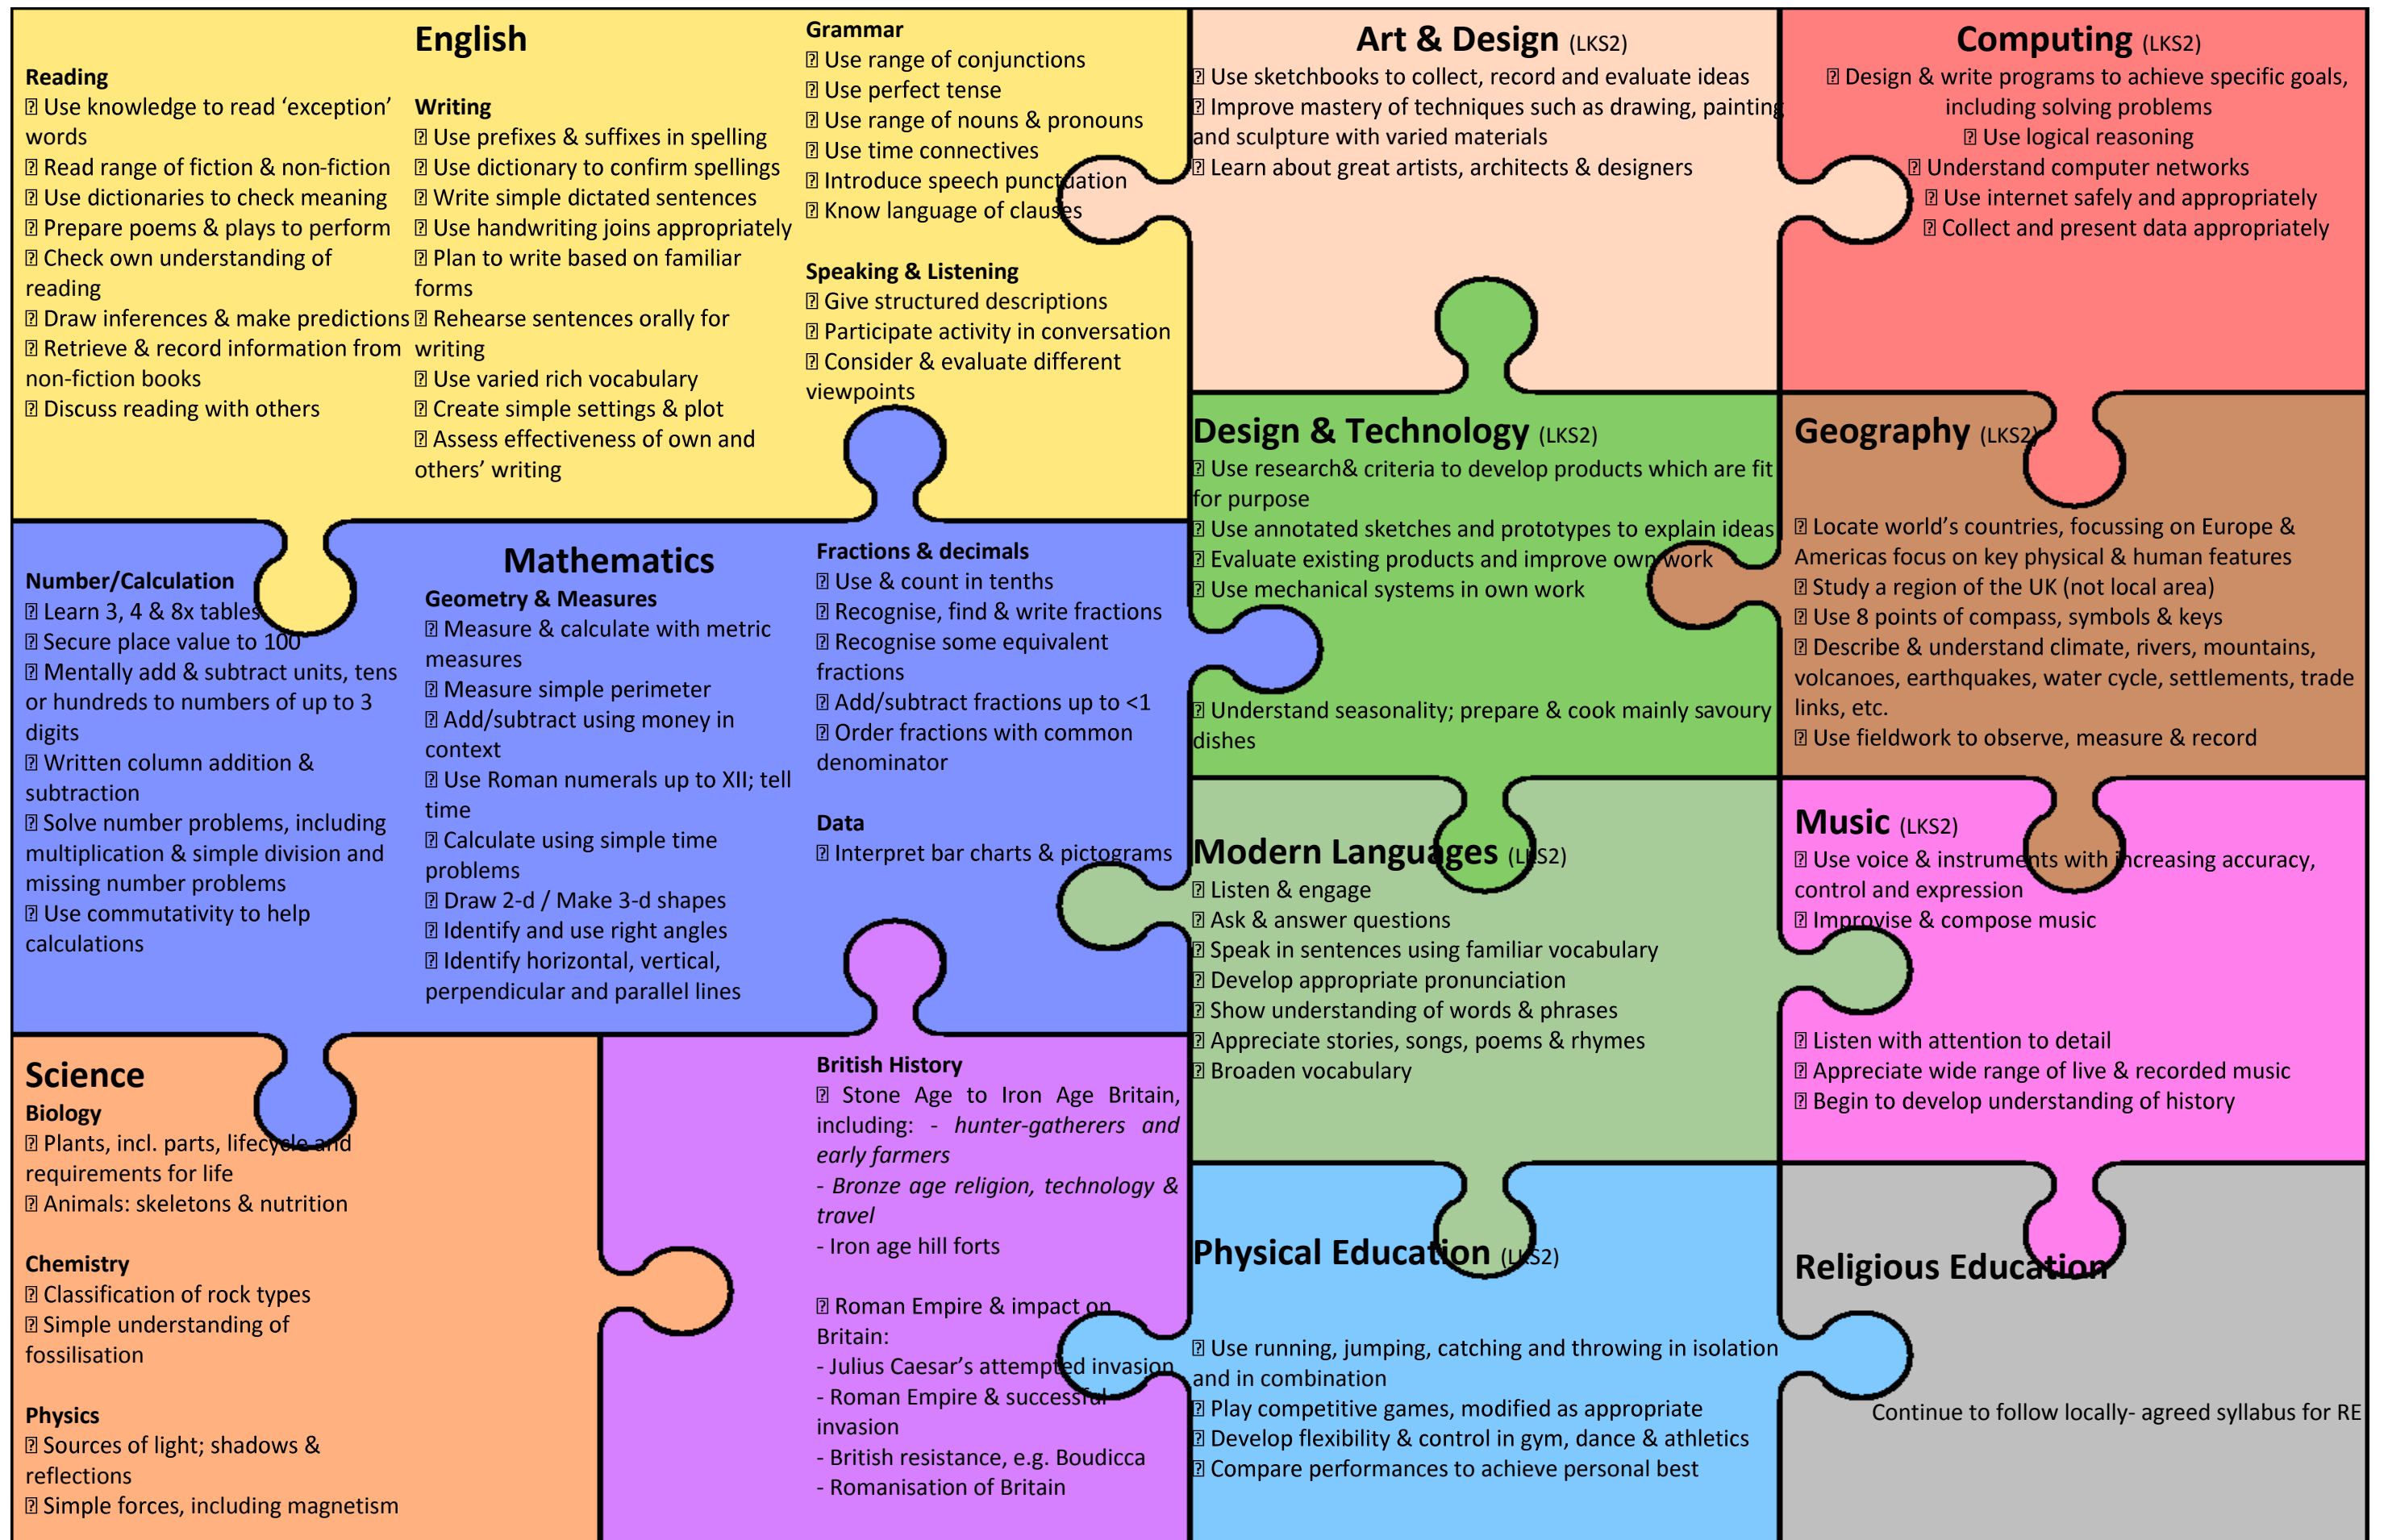 English
Reading
⍰ Use knowledge to read ‘exception’
words
⍰ Read range of fiction & non-fiction
⍰ Use dictionaries to check meaning
⍰ Prepare poems & plays to perform
⍰ Check own understanding of
reading
⍰ Draw inferences & make predictions
⍰ Retrieve & record information from
non-fiction books
⍰ Discuss reading with others
Writing
⍰ Use prefixes & suffixes in spelling
⍰ Use dictionary to confirm spellings
⍰ Write simple dictated sentences
⍰ Use handwriting joins appropriately
⍰ Plan to write based on familiar
forms
⍰ Rehearse sentences orally for
writing
⍰ Use varied rich vocabulary
⍰ Create simple settings & plot
⍰ Assess effectiveness of own and
others’ writing
Grammar
⍰ Use range of conjunctions
⍰ Use perfect tense
⍰ Use range of nouns & pronouns
⍰ Use time connectives
⍰ Introduce speech punctuation
⍰ Know language of clauses
Speaking & Listening
⍰ Give structured descriptions
⍰ Participate activity in conversation
⍰ Consider & evaluate different
viewpoints
Art & Design (LKS2)
⍰ Use sketchbooks to collect, record and evaluate ideas
⍰ Improve mastery of techniques such as drawing, painting
and sculpture with varied materials
⍰ Learn about great artists, architects & designers
Computing (LKS2)
⍰ Design & write programs to achieve specific goals,
including solving problems
⍰ Use logical reasoning
⍰ Understand computer networks
⍰ Use internet safely and appropriately
⍰ Collect and present data appropriately
Mathematics
Number/Calculation
⍰ Learn 3, 4 & 8x tables
⍰ Secure place value to 100
⍰ Mentally add & subtract units, tens
or hundreds to numbers of up to 3
digits
⍰ Written column addition &
subtraction
⍰ Solve number problems, including
multiplication & simple division and
missing number problems
⍰ Use commutativity to help
calculations
Geometry & Measures
⍰ Measure & calculate with metric
measures
⍰ Measure simple perimeter
⍰ Add/subtract using money in
context
⍰ Use Roman numerals up to XII; tell
time
⍰ Calculate using simple time
problems
⍰ Draw 2-d / Make 3-d shapes
⍰ Identify and use right angles
⍰ Identify horizontal, vertical,
perpendicular and parallel lines
Fractions & decimals
⍰ Use & count in tenths
⍰ Recognise, find & write fractions
⍰ Recognise some equivalent
fractions
⍰ Add/subtract fractions up to <1
⍰ Order fractions with common
denominator
Data
⍰ Interpret bar charts & pictograms
Design & Technology (LKS2)
⍰ Use research& criteria to develop products which are fit
for purpose
⍰ Use annotated sketches and prototypes to explain ideas
⍰ Evaluate existing products and improve own work
⍰ Use mechanical systems in own work
⍰ Understand seasonality; prepare & cook mainly savoury
dishes
Geography (LKS2)
⍰ Locate world’s countries, focussing on Europe &
Americas focus on key physical & human features
⍰ Study a region of the UK (not local area)
⍰ Use 8 points of compass, symbols & keys
⍰ Describe & understand climate, rivers, mountains,
volcanoes, earthquakes, water cycle, settlements, trade
links, etc.
⍰ Use fieldwork to observe, measure & record
Modern Languages (LKS2)
⍰ Listen & engage
⍰ Ask & answer questions
⍰ Speak in sentences using familiar vocabulary
⍰ Develop appropriate pronunciation
⍰ Show understanding of words & phrases
⍰ Appreciate stories, songs, poems & rhymes
⍰ Broaden vocabulary
Music (LKS2)
⍰ Use voice & instruments with increasing accuracy,
control and expression
⍰ Improvise & compose music
⍰ Listen with attention to detail
⍰ Appreciate wide range of live & recorded music
⍰ Begin to develop understanding of history
Science
Biology
⍰ Plants, incl. parts, lifecycle and
requirements for life
⍰ Animals: skeletons & nutrition
Chemistry
⍰ Classification of rock types
⍰ Simple understanding of
fossilisation
Physics
⍰ Sources of light; shadows &
reflections
⍰ Simple forces, including magnetism
British History
⍰ Stone Age to Iron Age Britain,
including: - hunter-gatherers and
early farmers
- Bronze age religion, technology &
travel
- Iron age hill forts
⍰ Roman Empire & impact on
Britain:
- Julius Caesar’s attempted invasion
- Roman Empire & successful
invasion
- British resistance, e.g. Boudicca
- Romanisation of Britain
Physical Education (LKS2)
⍰ Use running, jumping, catching and throwing in isolation
and in combination
⍰ Play competitive games, modified as appropriate
⍰ Develop flexibility & control in gym, dance & athletics
⍰ Compare performances to achieve personal best
Religious Education
Continue to follow locally- agreed syllabus for RE